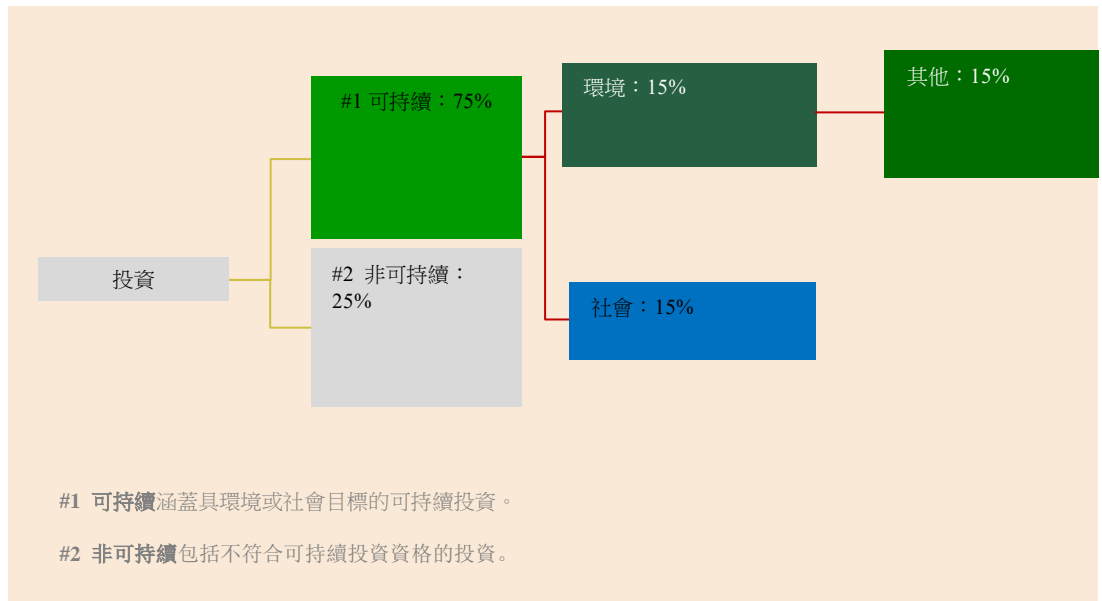 #1 可持續：75%
環境：15%
其他：15%
投資
#2 非可持續：
25%
社會：15%
#1 可持續涵蓋具環境或社會目標的可持續投資。
#2 非可持續包括不符合可持續投資資格的投資。